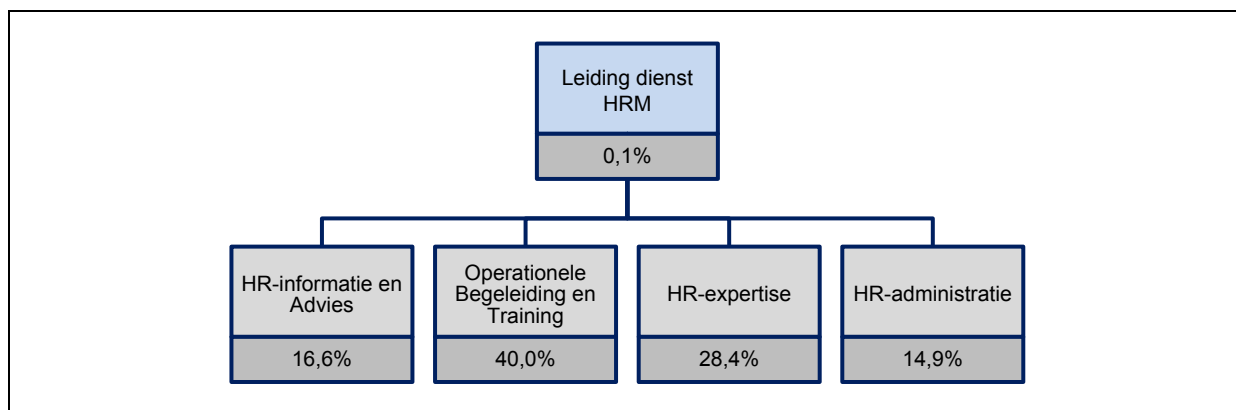 Leiding dienst
HRM
0,1%
HR-informatie en
Advies
16,6%
Operationele
Begeleiding en
Training
40,0%
HR-expertise
28,4%
HR-administratie
14,9%